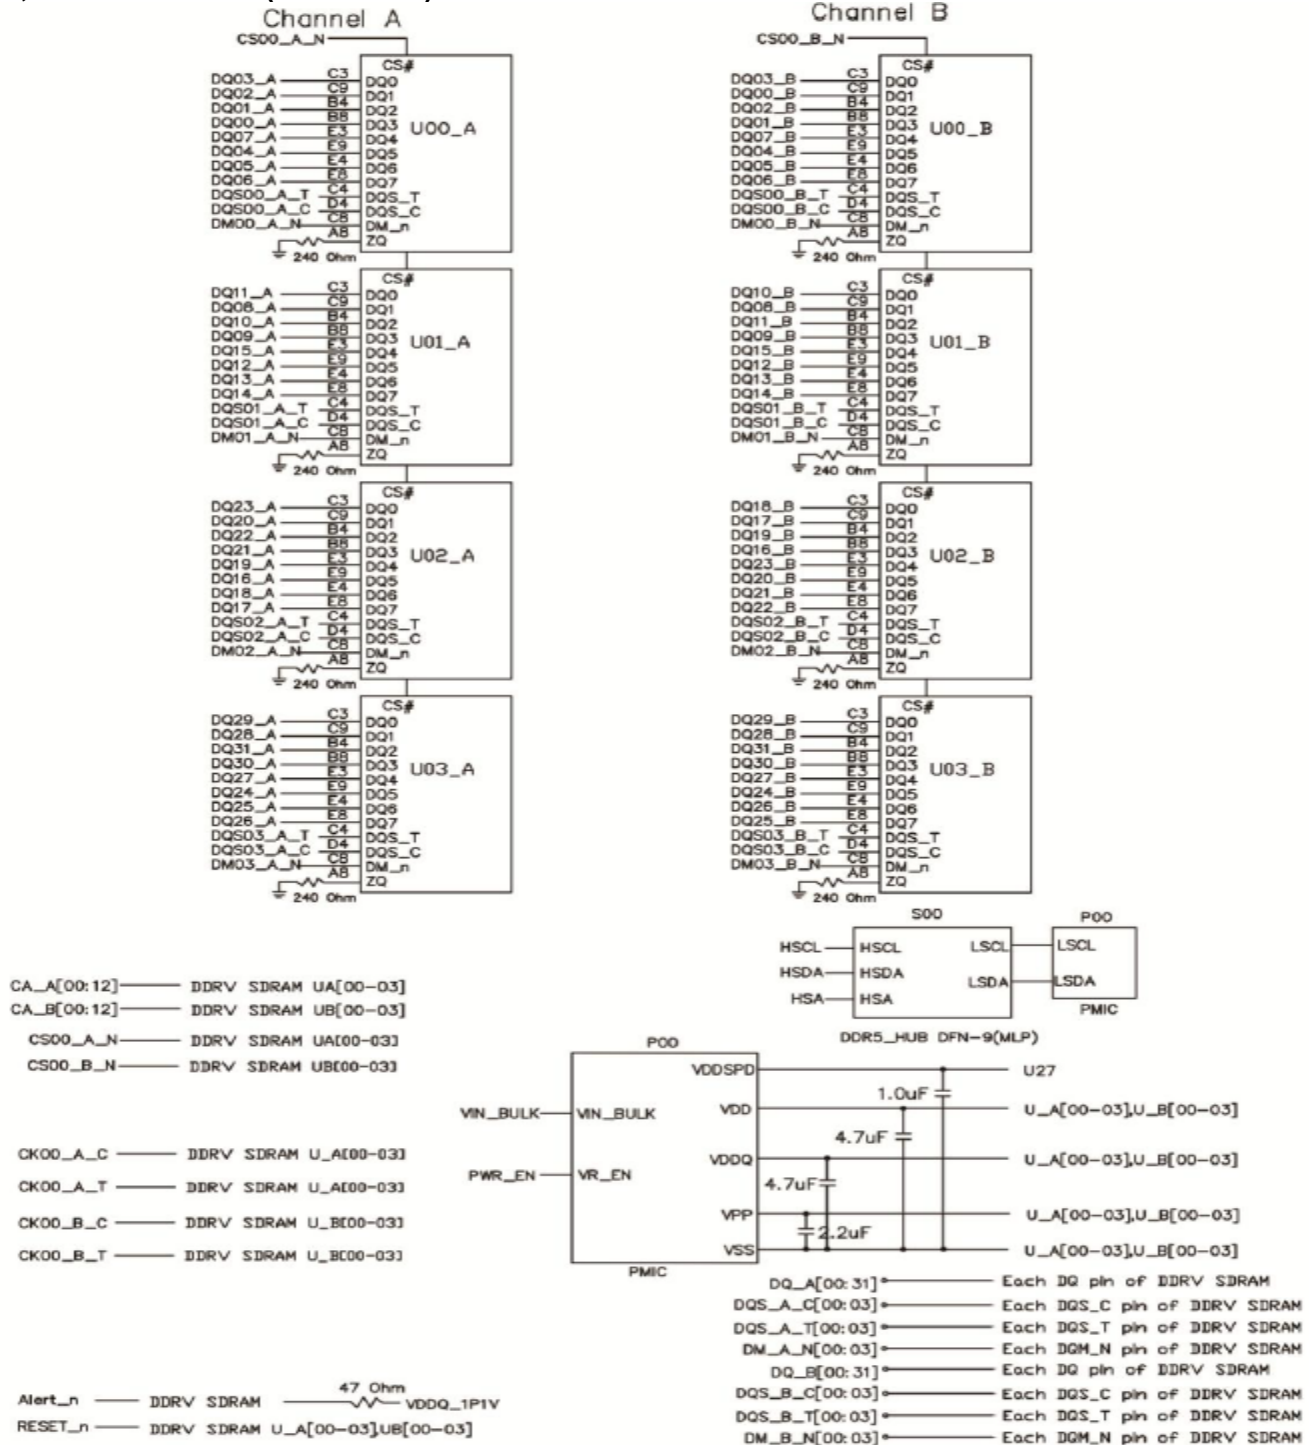 Channel A
CS00_A_N
CS#
DQ03_A C3 DQ0
DQ02_A C9 DQ1
DQ01_A B4 DQ2
DQ00_A B8 DQ3
U00_A
DQ07_A E3 DQ4
DQ04_A E9 DQ5
DQ05_A E4 DQ6
DQ06_A E8 DQ7
DQS00_A_T C4 DQS_T
DQS00_A_C D4 DQS_C
DM00_A_N C8 DM_n
A8 ZQ
240 Ohm
CS#
DQ11_A C3 DQ0
DQ08_A C9 DQ1
DQ10_A B4 DQ2
DQ09_A B8 DQ3
U01_A
DQ15_A E3 DQ4
DQ12_A E9 DQ5
DQ13_A E4 DQ6
DQ14_A E8 DQ7
DQS01_A_T C4 DQS_T
DQS01_A_C D4 DQS_C
DM01_A_N C8 DM_n
A8 ZQ
240 Ohm
CS#
DQ23_A C3 DQ0
DQ20_A C9 DQ1
DQ22_A B4 DQ2
DQ21_A B8 DQ3
U02_A
DQ19_A E3 DQ4
DQ16_A E9 DQ5
DQ18_A E4 DQ6
DQ17_A E8 DQ7
DQS02_A_T C4 DQS_T
DQS02_A_C D4 DQS_C
DM02_A_N C8 DM_n
A8 ZQ
240 Ohm
CS#
DQ29_A C3 DQ0
DQ28_A C9 DQ1
DQ31_A B4 DQ2
DQ30_A B8 DQ3
U03_A
DQ27_A E3 DQ4
DQ24_A E9 DQ5
DQ25_A E4 DQ6
DQ26_A E8 DQ7
DQS03_A_T C4 DQS_T
DQS03_A_C D4 DQS_C
DM03_A_N C8 DM_n
A8 ZQ
240 Ohm
Channel B
CS00_B_N
CS#
DQ03_B C3 DQ0
DQ00_B C9 DQ1
DQ02_B B4 DQ2
DQ01_B B8 DQ3
U00_B
DQ07_B E3 DQ4
DQ04_B E9 DQ5
DQ05_B E4 DQ6
DQ06_B E8 DQ7
DQS00_B_T C4 DQS_T
DQS00_B_C D4 DQS_C
DM00_B_N C8 DM_n
A8 ZQ
240 Ohm
CS#
DQ10_B C3 DQ0
DQ08_B C9 DQ1
DQ11_B B4 DQ2
DQ09_B B8 DQ3
U01_B
DQ15_B E3 DQ4
DQ12_B E9 DQ5
DQ13_B E4 DQ6
DQ14_B E8 DQ7
DQS01_B_T C4 DQS_T
DQS01_B_C D4 DQS_C
DM01_B_N C8 DM_n
A8 ZQ
240 Ohm
CS#
DQ18_B C3 DQ0
DQ17_B C9 DQ1
DQ19_B B4 DQ2
DQ16_B B8 DQ3
U02_B
DQ23_B E3 DQ4
DQ20_B E9 DQ5
DQ21_B E4 DQ6
DQ22_B E8 DQ7
DQS02_B_T C4 DQS_T
DQS02_B_C D4 DQS_C
DM02_B_N C8 DM_n
A8 ZQ
240 Ohm
CS#
DQ29_B C3 DQ0
DQ28_B C9 DQ1
DQ31_B B4 DQ2
DQ30_B B8 DQ3
U03_B
DQ27_B E3 DQ4
DQ24_B E9 DQ5
DQ26_B E4 DQ6
DQ25_B E8 DQ7
DQS03_B_T C4 DQS_T
DQS03_B_C D4 DQS_C
DM03_B_N C8 DM_n
A8 ZQ
240 Ohm
S00 P00
HSCL HSCL LSCL LSCL
HSDA HSDA LSDA LSDA
HSA HSA
PMIC
DDR5_HUB DFN-9(MLP)
CA_A[00:12] DDRV SDRAM UA[00-03]
CA_B[00:12] DDRV SDRAM UB[00-03]
CS00_A_N DDRV SDRAM UA[00-03]
CS00_B_N DDRV SDRAM UB[00-03]
CK00_A_C DDRV SDRAM U_A[00-03]
CK00_A_T DDRV SDRAM U_A[00-03]
CK00_B_C DDRV SDRAM U_B[00-03]
CK00_B_T DDRV SDRAM U_B[00-03]
P00
VDDSPD U27
1.0uF
VIN_BULK VIN_BULK VDD U_A[00-03],U_B[00-03]
4.7uF
VDDQ U_A[00-03],U_B[00-03]
PWR_EN VR_EN
4.7uF
VPP U_A[00-03],U_B[00-03]
2.2uF
VSS U_A[00-03],U_B[00-03]
PMIC
DQ_A[00:31] Each DQ pin of DDRV SDRAM
DQS_A_C[00:03] Each DQS_C pin of DDRV SDRAM
DQS_A_T[00:03] Each DQS_T pin of DDRV SDRAM
DM_A_N[00:03] Each DQM_N pin of DDRV SDRAM
DQ_B[00:31] Each DQ pin of DDRV SDRAM
DQS_B_C[00:03] Each DQS_C pin of DDRV SDRAM
DQS_B_T[00:03] Each DQS_T pin of DDRV SDRAM
DM_B_N[00:03] Each DQM_N pin of DDRV SDRAM
47 Ohm
Alert_n DDRV SDRAM VDDQ_1P1V
RESET_n DDRV SDRAM U_A[00-03],UB[00-03]